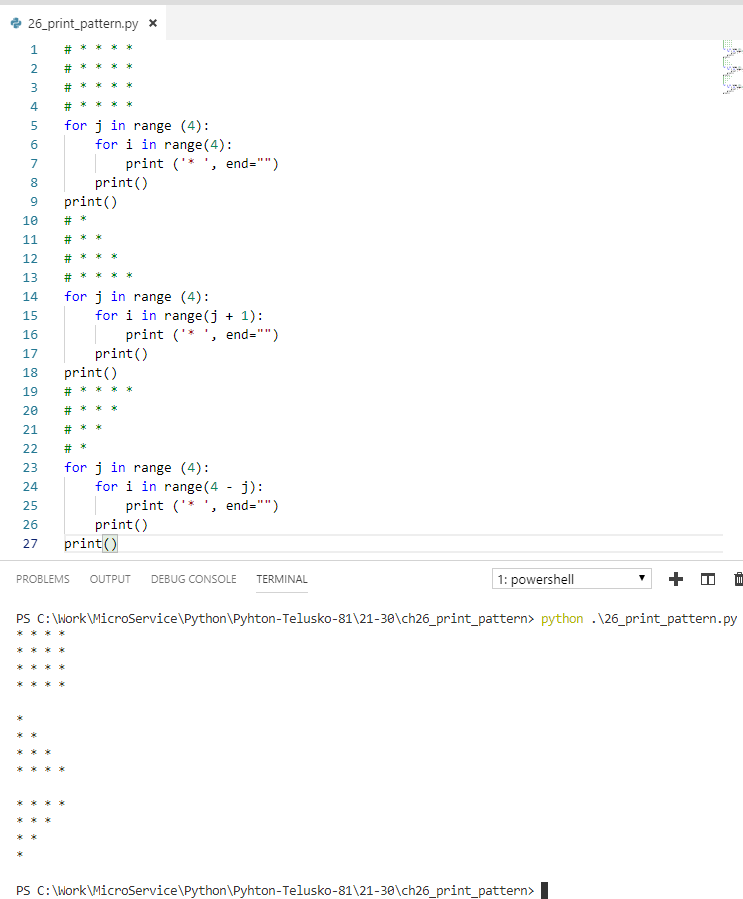 26_print_pattern.py ×
1 # * * * *
2 # * * * *
3 # * * * *
4 # * * * *
5 for j in range (4):
6     for i in range(4):
7         print ('* ', end="")
8     print()
9 print()
10 # *
11 # * *
12 # * * *
13 # * * * *
14 for j in range (4):
15     for i in range(j + 1):
16         print ('* ', end="")
17     print()
18 print()
19 # * * * *
20 # * * *
21 # * *
22 # *
23 for j in range (4):
24     for i in range(4 - j):
25         print ('* ', end="")
26     print()
27 print()
PROBLEMS OUTPUT DEBUG CONSOLE TERMINAL 1: powershell
PS C:\Work\MicroService\Python\Pyhton-Telusko-81\21-30\ch26_print_pattern> python .\26_print_pattern.py
* * * *
* * * *
* * * *
* * * *
*
* *
* * *
* * * *
* * * *
* * *
* *
*
PS C:\Work\MicroService\Python\Pyhton-Telusko-81\21-30\ch26_print_pattern>